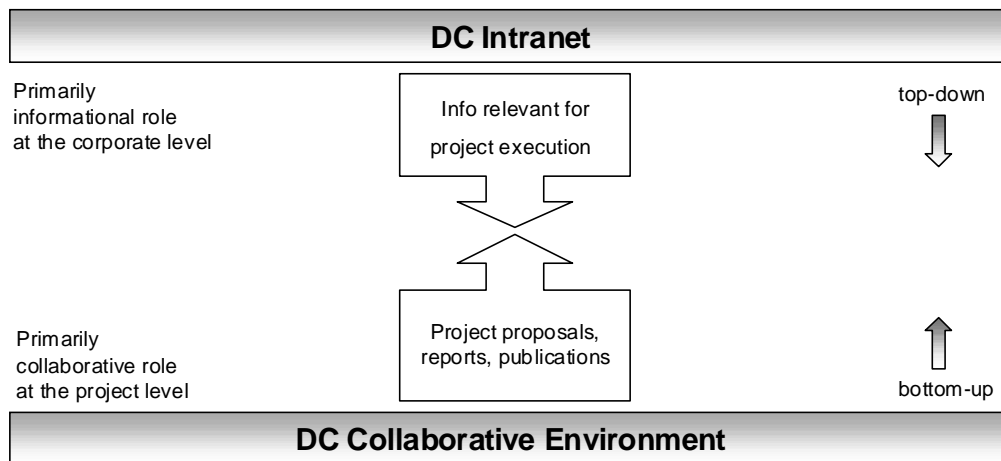 DC Intranet
Primarily
informational role
at the corporate level
Info relevant for
project execution
top-down
Primarily
collaborative role
at the project level
Project proposals,
reports, publications
bottom-up
DC Collaborative Environment